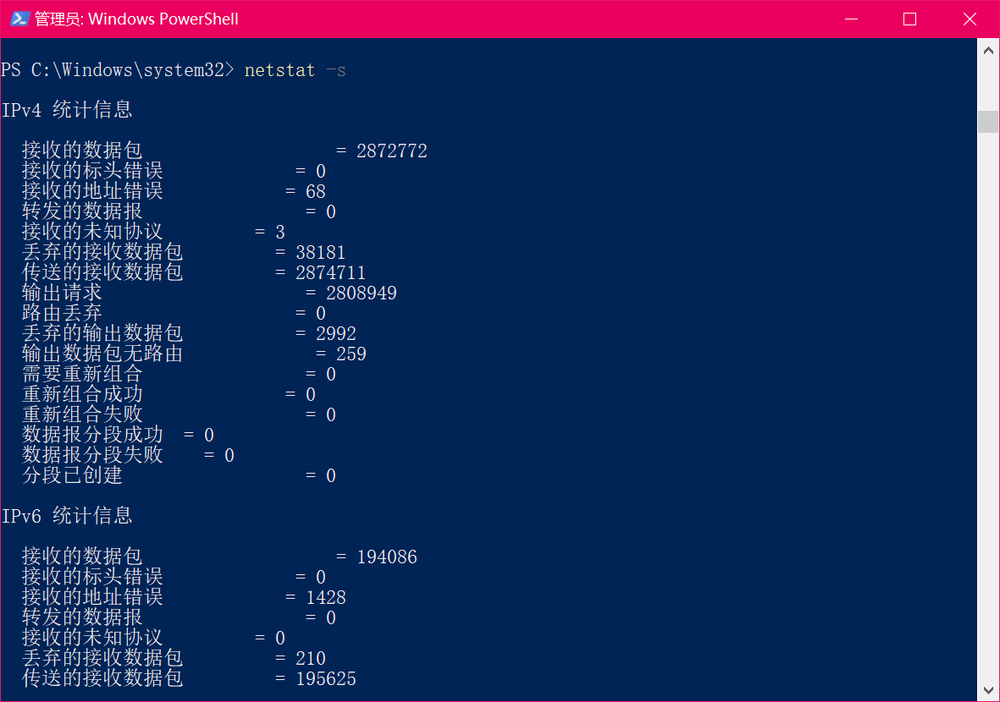 管理员: Windows PowerShell
PS C:\Windows\system32> netstat -s
IPv4 统计信息
接收的数据包 = 2872772
接收的标头错误 = 0
接收的地址错误 = 68
转发的数据报 = 0
接收的未知协议 = 3
丢弃的接收数据包 = 38181
传送的接收数据包 = 2874711
输出请求 = 2808949
路由丢弃 = 0
丢弃的输出数据包 = 2992
输出数据包无路由 = 259
需要重新组合 = 0
重新组合成功 = 0
重新组合失败 = 0
数据报分段成功 = 0
数据报分段失败 = 0
分段已创建 = 0
IPv6 统计信息
接收的数据包 = 194086
接收的标头错误 = 0
接收的地址错误 = 1428
转发的数据报 = 0
接收的未知协议 = 0
丢弃的接收数据包 = 210
传送的接收数据包 = 195625